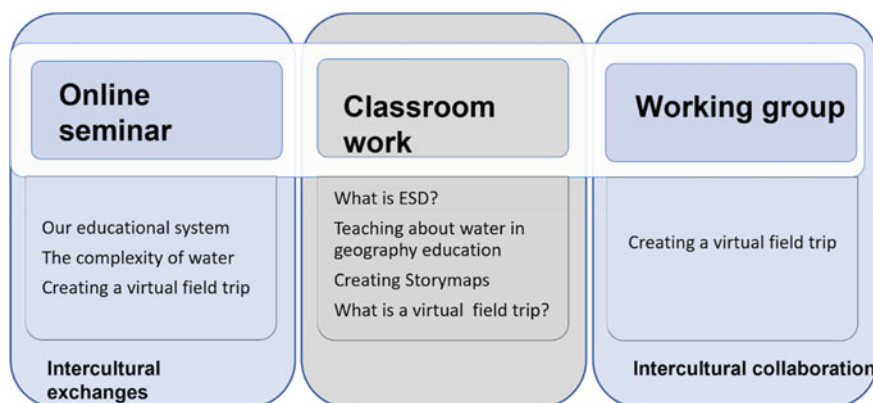 Online
seminar
Our educational system
The complexity of water
Creating a virtual field trip
Intercultural
exchanges
Classroom
work
What is ESD?
Teaching about water in
geography education
Creating Storymaps
What is a virtual field trip?
Working group
Creating a virtual field trip
Intercultural collaboration